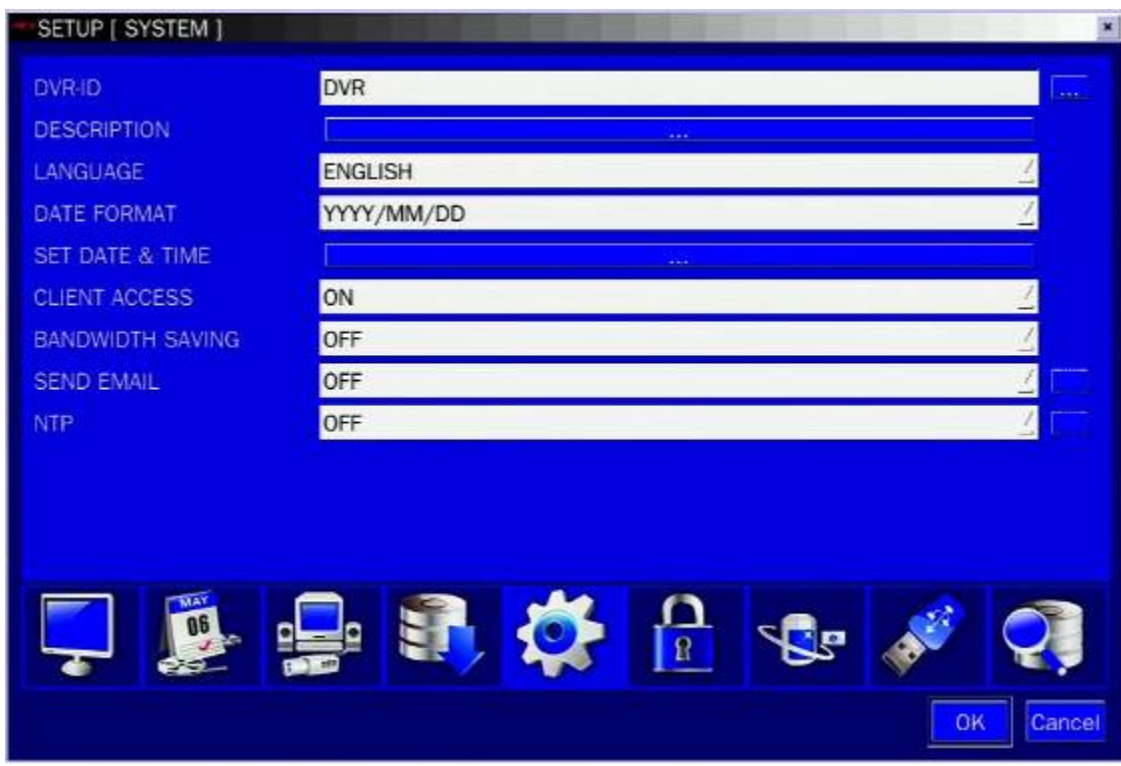 SETUP [ SYSTEM ]
DVR-ID DVR ...
DESCRIPTION ...
LANGUAGE ENGLISH
DATE FORMAT YYYY/MM/DD
SET DATE & TIME ...
CLIENT ACCESS ON
BANDWIDTH SAVING OFF
SEND EMAIL OFF
NTP OFF
MAY
06
OK Cancel